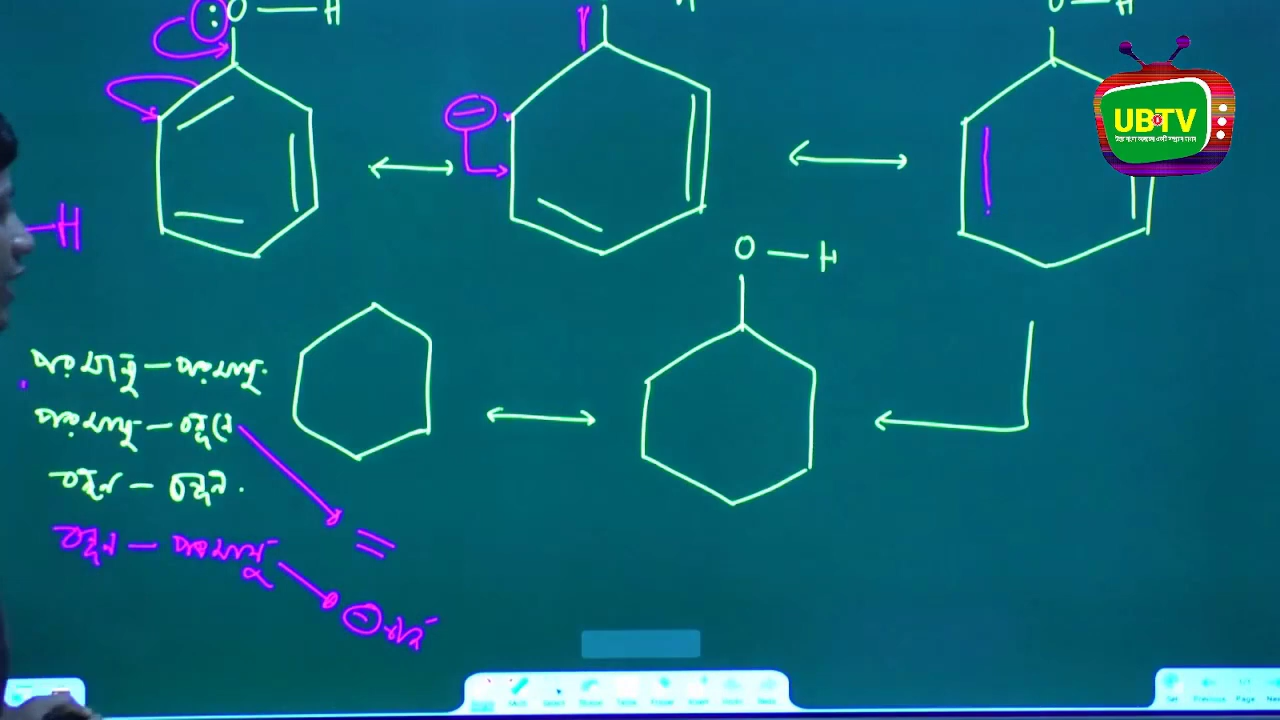 :O — H
H
O — H
UBTV
H
O — H
পরমাণু — পরমাণু.
পরমাণু — বন্ধনে
বন্ধন — বন্ধন.
বন্ধন — পরমাণু